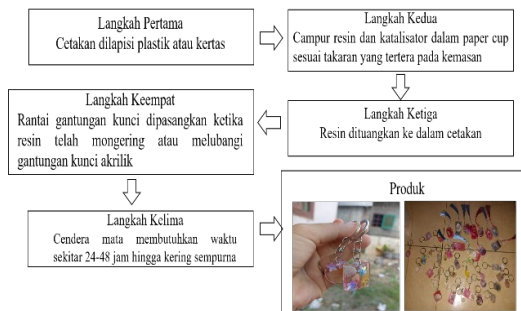 Langkah Pertama
Cetakan dilapisi plastik atau kertas
Langkah Kedua
Campur resin dan katalisator dalam paper cup
sesuai takaran yang tertera pada kemasan
Langkah Ketiga
Resin dituangkan ke dalam cetakan
Langkah Keempat
Rantai gantungan kunci dipasangkan ketika
resin telah mongering atau melubangi
gantungan kunci akrilik
Langkah Kelima
Cendera mata membutuhkan waktu
sekitar 24-48 jam hingga kering sempurna
Produk